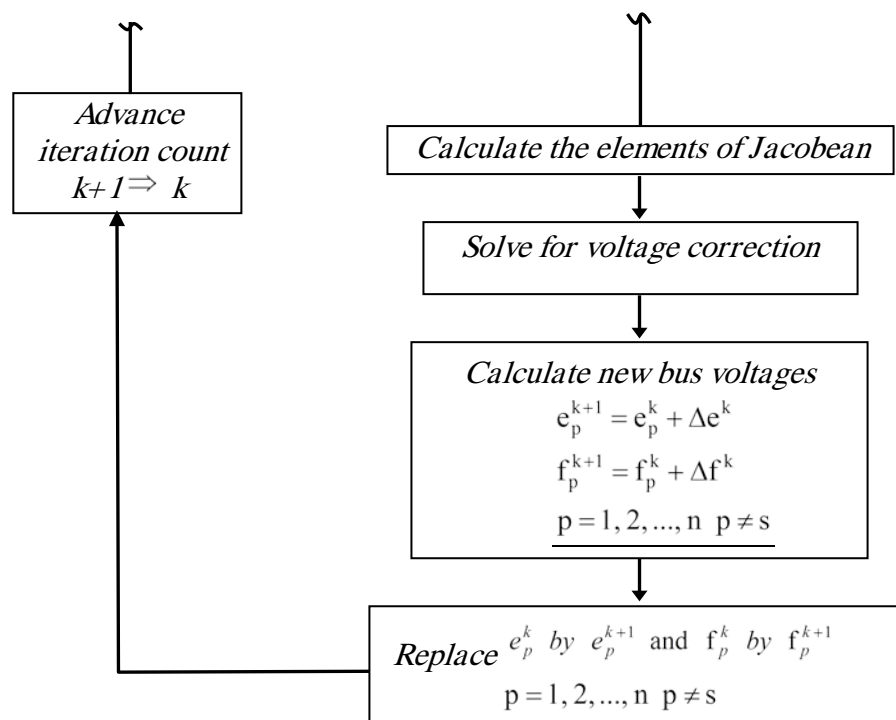 Advance
iteration count
k+1 ⇒ k
Calculate the elements of Jacobean
Solve for voltage correction
Calculate new bus voltages
e_p^{k+1} = e_p^k + Δe^k
f_p^{k+1} = f_p^k + Δf^k
p = 1, 2, ..., n p ≠ s
Replace e_p^k by e_p^{k+1} and f_p^k by f_p^{k+1}
p = 1, 2, ..., n p ≠ s